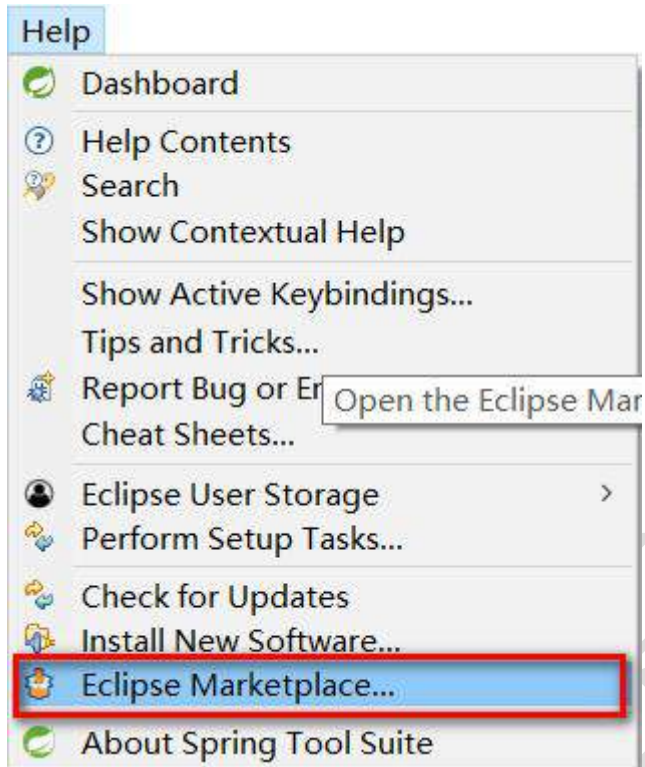 Help
Dashboard
Help Contents
Search
Show Contextual Help
Show Active Keybindings...
Tips and Tricks...
Report Bug or Er
Open the Eclipse Mar
Cheat Sheets...
Eclipse User Storage
Perform Setup Tasks...
Check for Updates
Install New Software...
Eclipse Marketplace...
About Spring Tool Suite